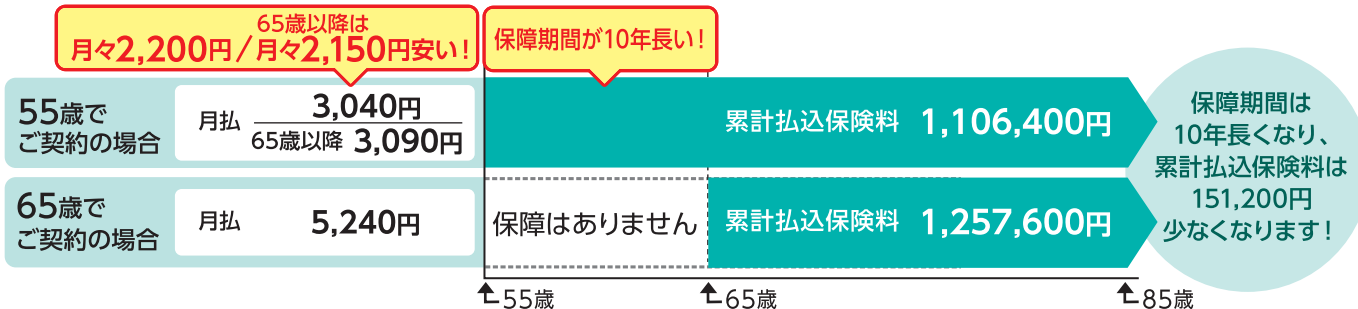 65歳以降は
月々2,200円/月々2,150円安い!
保障期間が10年長い!
55歳で
ご契約の場合
月払
3,040円
65歳以降 3,090円
累計払込保険料 1,106,400円
65歳で
ご契約の場合
月払 5,240円
保障はありません
累計払込保険料 1,257,600円
保障期間は
10年長くなり、
累計払込保険料は
151,200円
少なくなります!
55歳
65歳
85歳